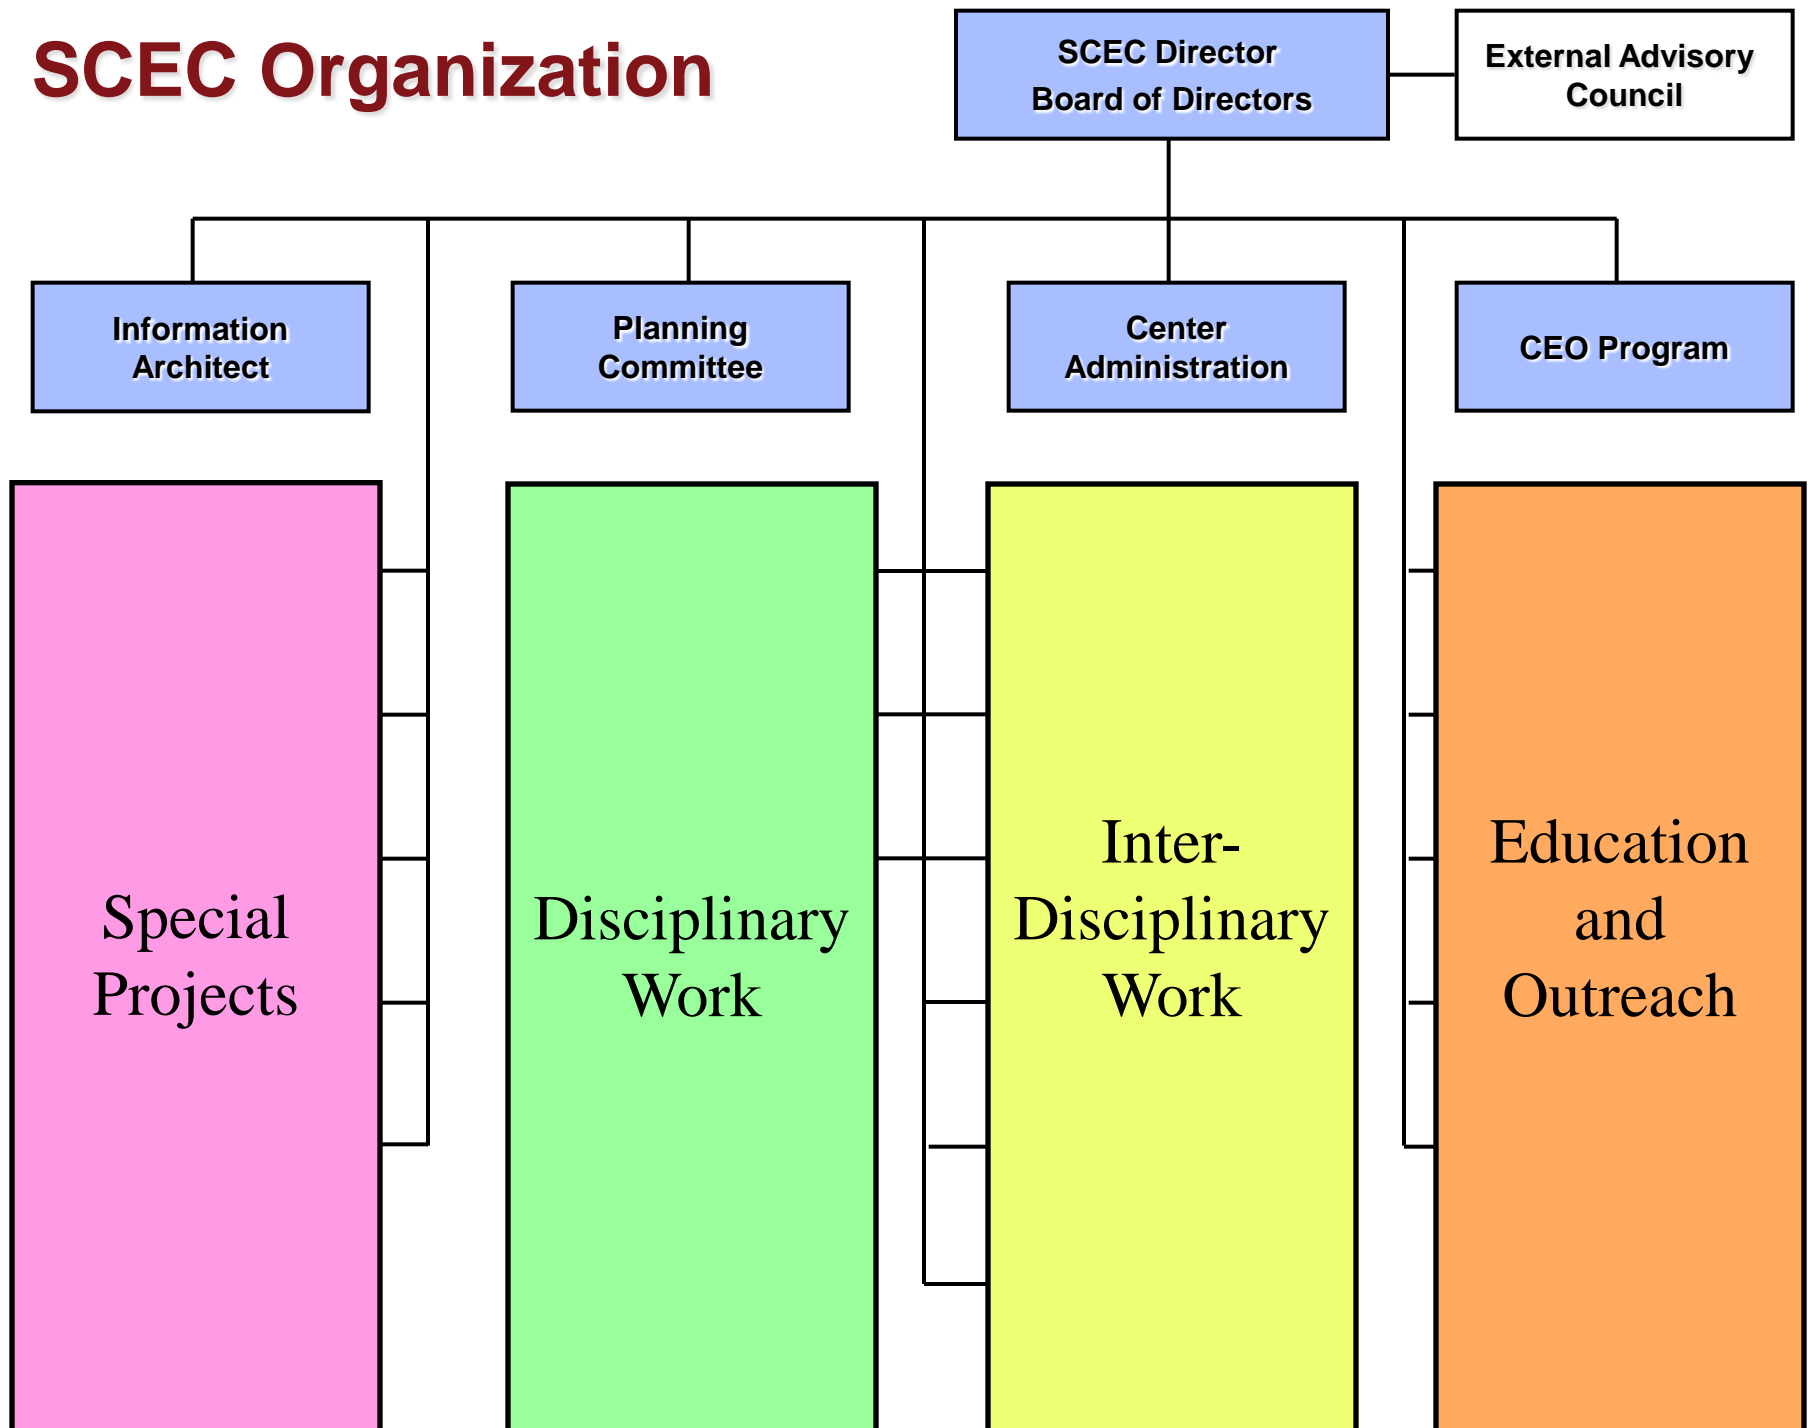 SCEC Organization
SCEC Director
Board of Directors
External Advisory
Council
Information
Architect
Planning
Committee
Center
Administration
CEO Program
Special
Projects
Disciplinary
Work
Inter-
Disciplinary
Work
Education
and
Outreach